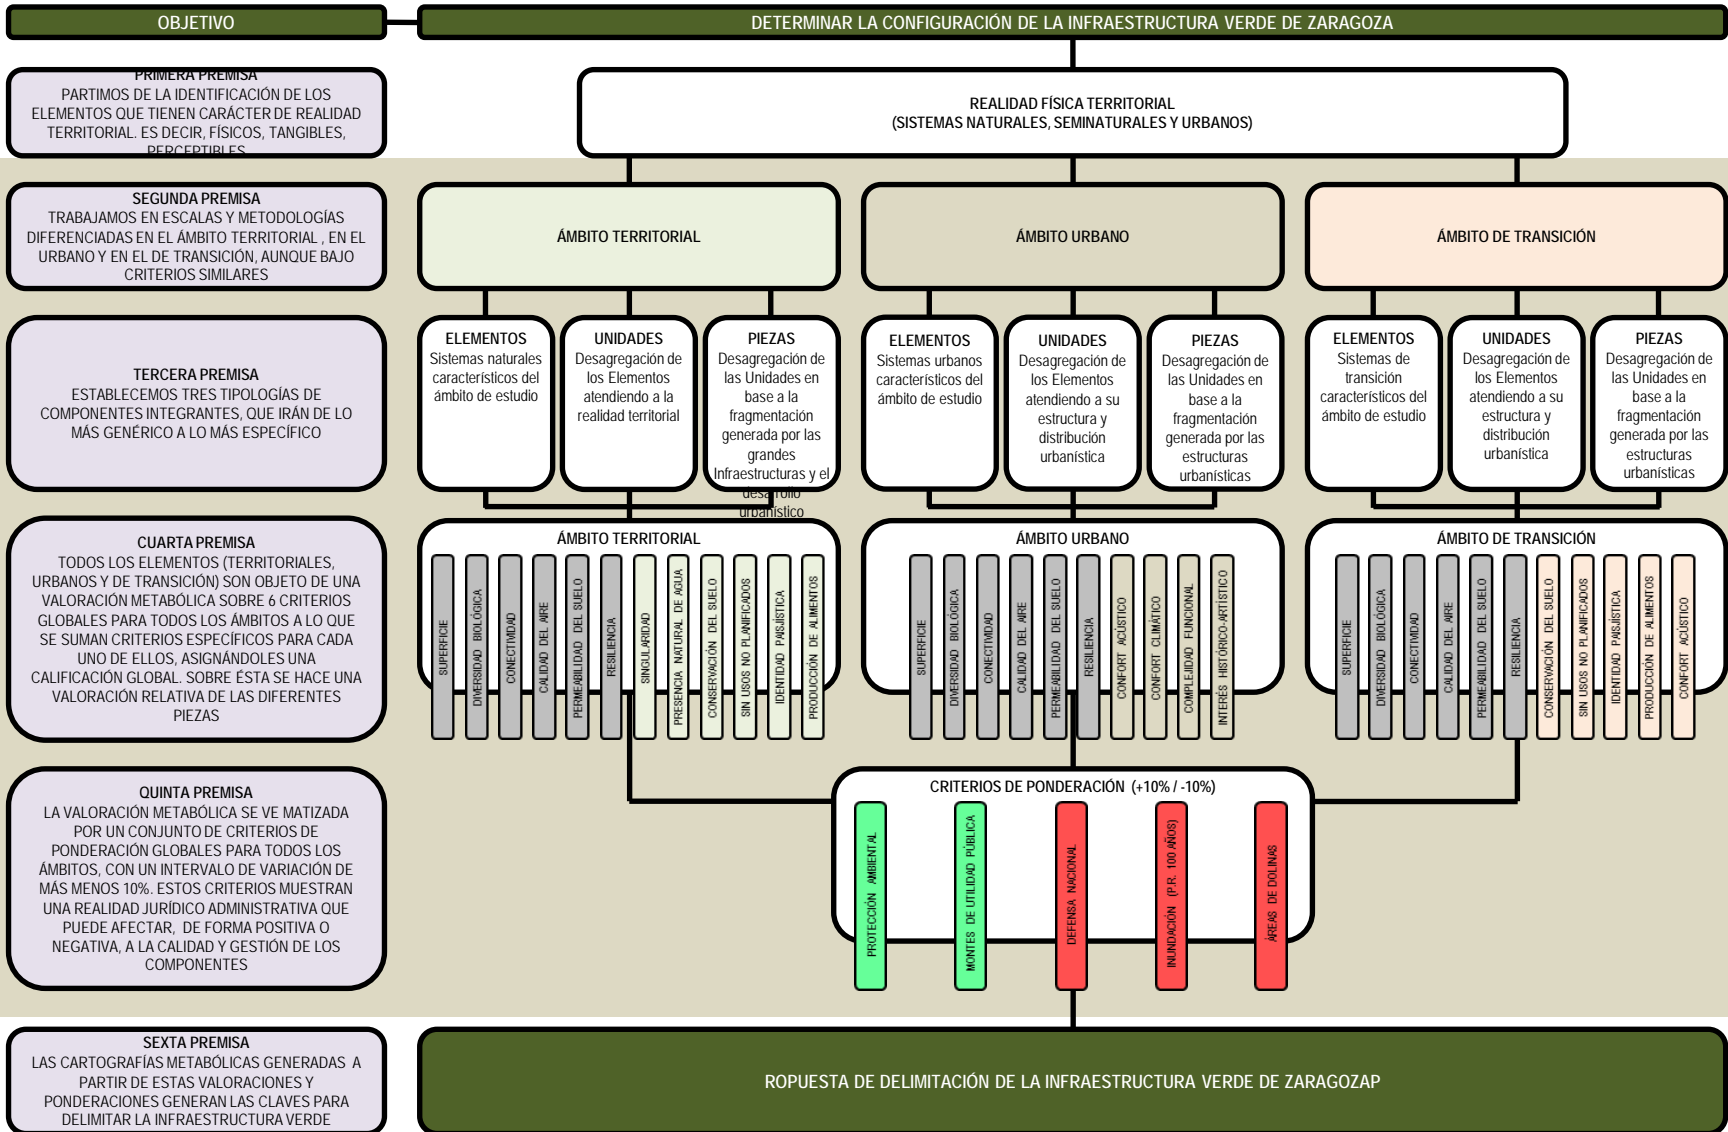 OBJETIVO
DETERMINAR LA CONFIGURACIÓN DE LA INFRAESTRUCTURA VERDE DE ZARAGOZA
PRIMERA PREMISA
PARTIMOS DE LA IDENTIFICACIÓN DE LOS
ELEMENTOS QUE TIENEN CARÁCTER DE REALIDAD
TERRITORIAL. ES DECIR, FÍSICOS, TANGIBLES,
PERCEPTIBLES
REALIDAD FÍSICA TERRITORIAL
(SISTEMAS NATURALES, SEMINATURALES Y URBANOS)
SEGUNDA PREMISA
TRABAJAMOS EN ESCALAS Y METODOLOGÍAS
DIFERENCIADAS EN EL ÁMBITO TERRITORIAL , EN EL
URBANO Y EN EL DE TRANSICIÓN, AUNQUE BAJO
CRITERIOS SIMILARES
ÁMBITO TERRITORIAL
ÁMBITO URBANO
ÁMBITO DE TRANSICIÓN
TERCERA PREMISA
ESTABLECEMOS TRES TIPOLOGÍAS DE
COMPONENTES INTEGRANTES, QUE IRÁN DE LO
MÁS GENÉRICO A LO MÁS ESPECÍFICO
ELEMENTOS
Sistemas naturales
característicos del
ámbito de estudio
UNIDADES
Desagregación de
los Elementos
atendiendo a la
realidad territorial
PIEZAS
Desagregación de
las Unidades en
base a la
fragmentación
generada por las
grandes
Infraestructuras y el
desarrollo
urbanístico
ELEMENTOS
Sistemas urbanos
característicos del
ámbito de estudio
UNIDADES
Desagregación de
los Elementos
atendiendo a su
estructura y
distribución
urbanística
PIEZAS
Desagregación de
las Unidades en
base a la
fragmentación
generada por las
estructuras
urbanísticas
ELEMENTOS
Sistemas de
transición
característicos del
ámbito de estudio
UNIDADES
Desagregación de
los Elementos
atendiendo a su
estructura y
distribución
urbanística
PIEZAS
Desagregación de
las Unidades en
base a la
fragmentación
generada por las
estructuras
urbanísticas
CUARTA PREMISA
TODOS LOS ELEMENTOS (TERRITORIALES,
URBANOS Y DE TRANSICIÓN) SON OBJETO DE UNA
VALORACIÓN METABÓLICA SOBRE 6 CRITERIOS
GLOBALES PARA TODOS LOS ÁMBITOS A LO QUE
SE SUMAN CRITERIOS ESPECÍFICOS PARA CADA
UNO DE ELLOS, ASIGNÁNDOLES UNA
CALIFICACIÓN GLOBAL. SOBRE ÉSTA SE HACE UNA
VALORACIÓN RELATIVA DE LAS DIFERENTES
PIEZAS
ÁMBITO TERRITORIAL
SUPERFICIE
DIVERSIDAD BIOLÓGICA
CONECTIVIDAD
CALIDAD DEL AIRE
PERMEABILIDAD DEL SUELO
RESILIENCIA
SINGULARIDAD
PRESENCIA NATURAL DE AGUA
CONSERVACIÓN DEL SUELO
SIN USOS NO PLANIFICADOS
IDENTIDAD PAISJÍSTICA
PRODUCCIÓN DE ALIMENTOS
ÁMBITO URBANO
SUPERFICIE
DIVERSIDAD BIOLÓGICA
CONECTIVIDAD
CALIDAD DEL AIRE
PERMEABILIDAD DEL SUELO
RESILIENCIA
CONFORT ACÚSTICO
CONFORT CLIMÁTICO
COMPLEJIDAD FUNCIONAL
INTERÉS HISTÓRICO-ARTÍSTICO
ÁMBITO DE TRANSICIÓN
SUPERFICIE
DIVERSIDAD BIOLÓGICA
CONECTIVIDAD
CALIDAD DEL AIRE
PERMEABILIDAD DEL SUELO
RESILIENCIA
CONSERVACIÓN DEL SUELO
SIN USOS NO PLANIFICADOS
IDENTIDAD PAISJÍSTICA
PRODUCCIÓN DE ALIMENTOS
CONFORT ACÚSTICO
QUINTA PREMISA
LA VALORACIÓN METABÓLICA SE VE MATIZADA
POR UN CONJUNTO DE CRITERIOS DE
PONDERACIÓN GLOBALES PARA TODOS LOS
ÁMBITOS, CON UN INTERVALO DE VARIACIÓN DE
MÁS MENOS 10%. ESTOS CRITERIOS MUESTRAN
UNA REALIDAD JURÍDICO ADMINISTRATIVA QUE
PUEDE AFECTAR, DE FORMA POSITIVA O
NEGATIVA, A LA CALIDAD Y GESTIÓN DE LOS
COMPONENTES
CRITERIOS DE PONDERACIÓN (+10% / -10%)
PROTECCIÓN AMBIENTAL
MONTES DE UTILIDAD PÚBLICA
DEFENSA NACIONAL
INUNDACIÓN (P.R. 100 AÑOS)
ÁREAS DE DOLINAS
SEXTA PREMISA
LAS CARTOGRAFÍAS METABÓLICAS GENERADAS A
PARTIR DE ESTAS VALORACIONES Y
PONDERACIONES GENERAN LAS CLAVES PARA
DELIMITAR LA INFRAESTRUCTURA VERDE
ROPUESTA DE DELIMITACIÓN DE LA INFRAESTRUCTURA VERDE DE ZARAGOZAP